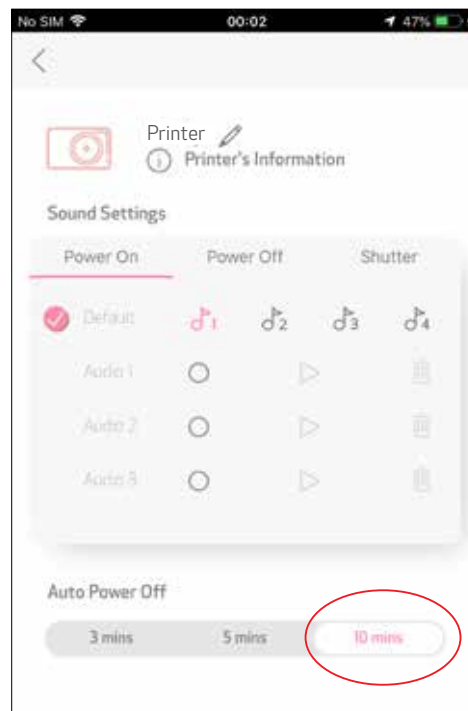 No SIM 00:02 47%
Printer
Printer's Information
Sound Settings
Power On Power Off Shutter
Default 1 2 3 4
Audio 1
Audio 2
Audio 3
Auto Power Off
3 mins 5 mins 10 mins